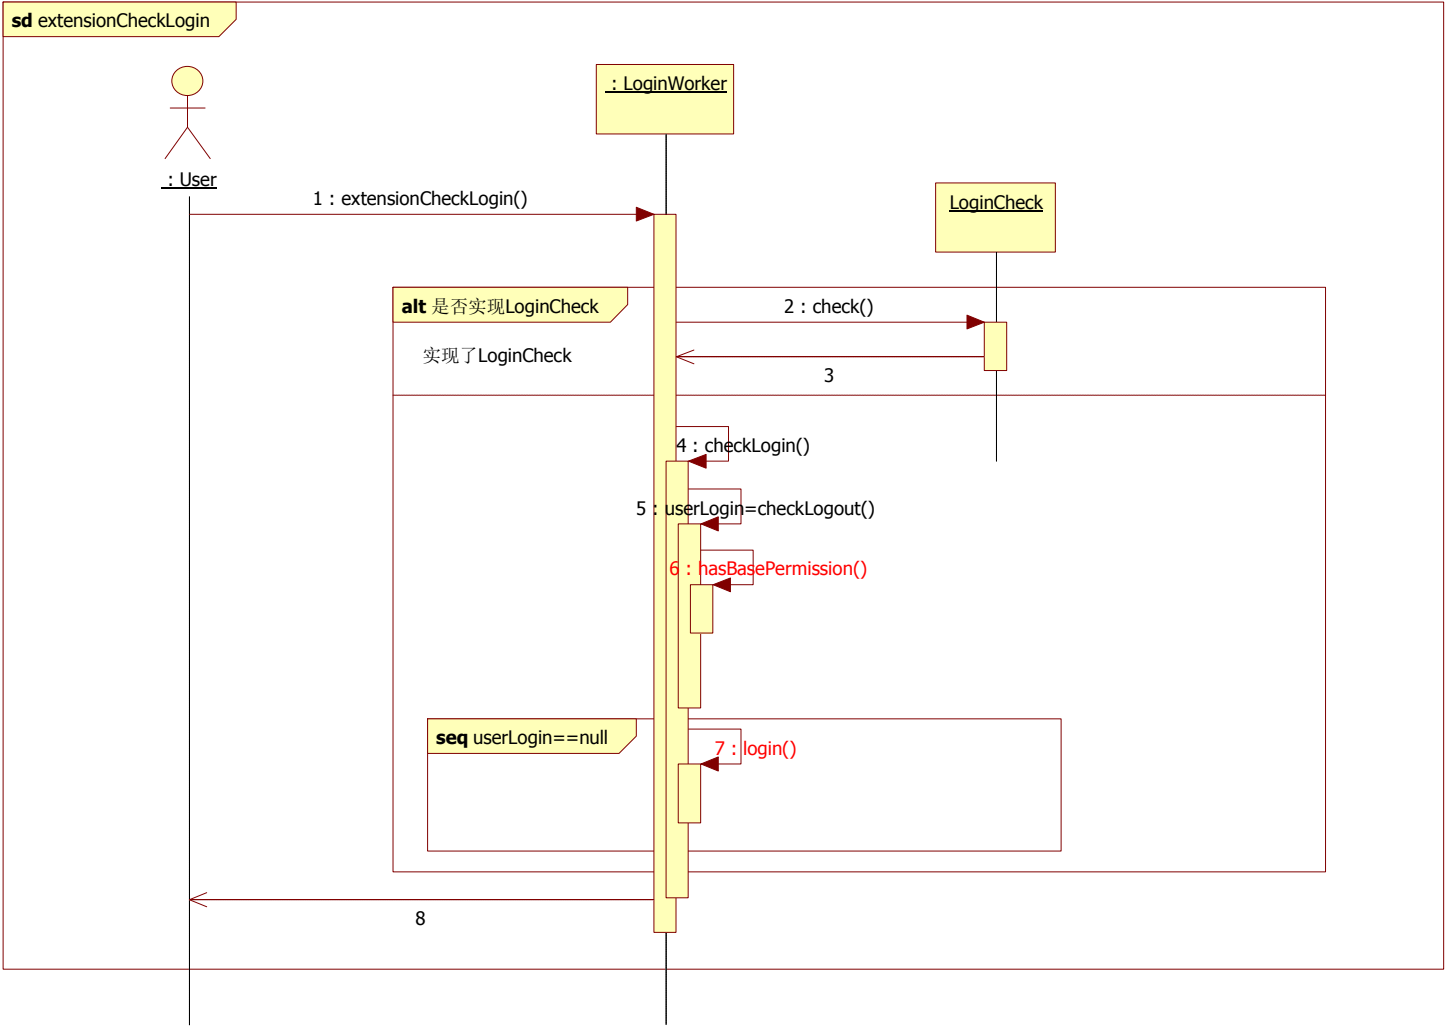 sd extensionCheckLogin
: LoginWorker
: User
1 : extensionCheckLogin()
LoginCheck
alt 是否实现LoginCheck
2 : check()
实现了LoginCheck
3
4 : checkLogin()
5 : userLogin=checkLogout()
6 : hasBasePermission()
seq userLogin==null
7 : login()
8